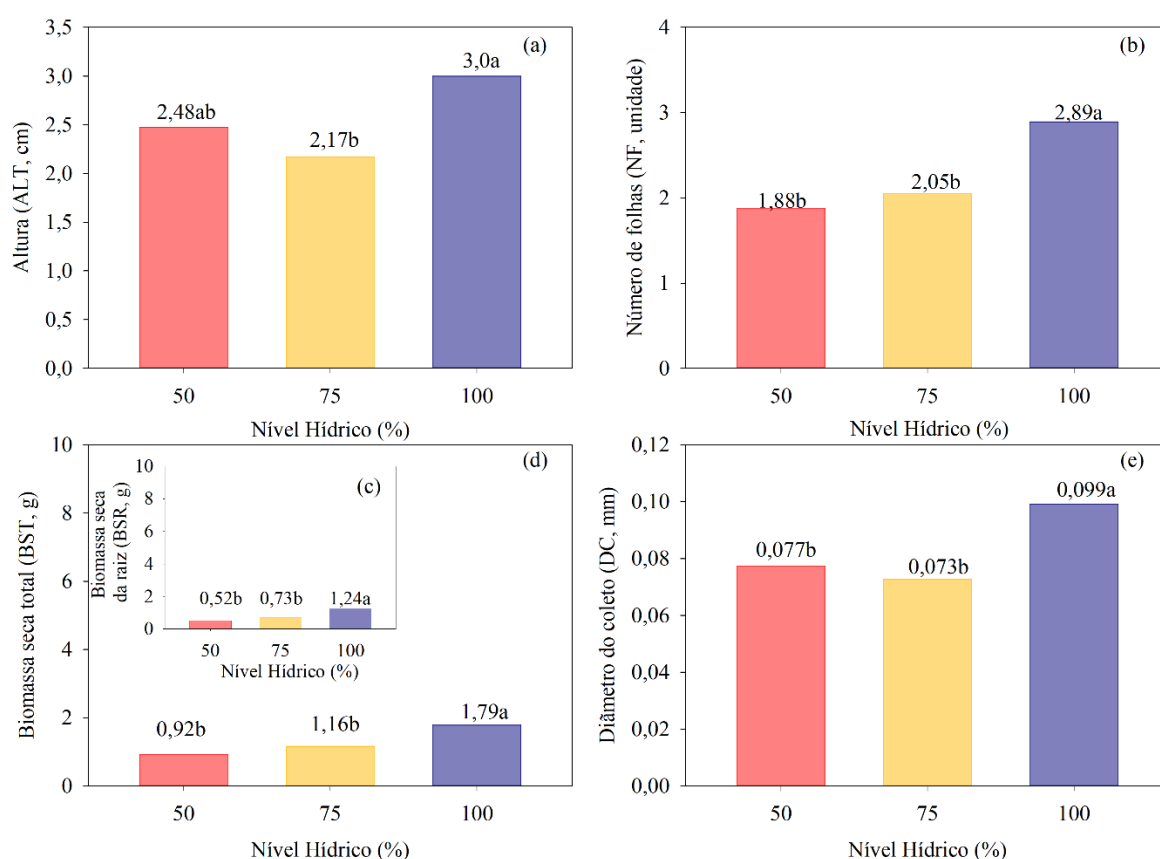 (a)
Altura (ALT, cm)
3,5
3,0
2,5
2,0
1,5
1,0
0,5
0,0
2,48ab
2,17b
3,0a
50
75
100
Nível Hídrico (%)
(b)
Número de folhas (NF, unidade)
4
3
2
1
0
1,88b
2,05b
2,89a
50
75
100
Nível Hídrico (%)
(d)
Biomassa seca total (BST, g)
10
8
6
4
2
0
(c)
Biomassa seca
da raiz (BSR, g)
10
8
6
4
2
0
0,52b
0,73b
1,24a
50
75
100
Nível Hídrico (%)
0,92b
1,16b
1,79a
50
75
100
Nível Hídrico (%)
(e)
Diâmetro do coleto (DC, mm)
0,12
0,10
0,08
0,06
0,04
0,02
0,00
0,077b
0,073b
0,099a
50
75
100
Nível Hídrico (%)